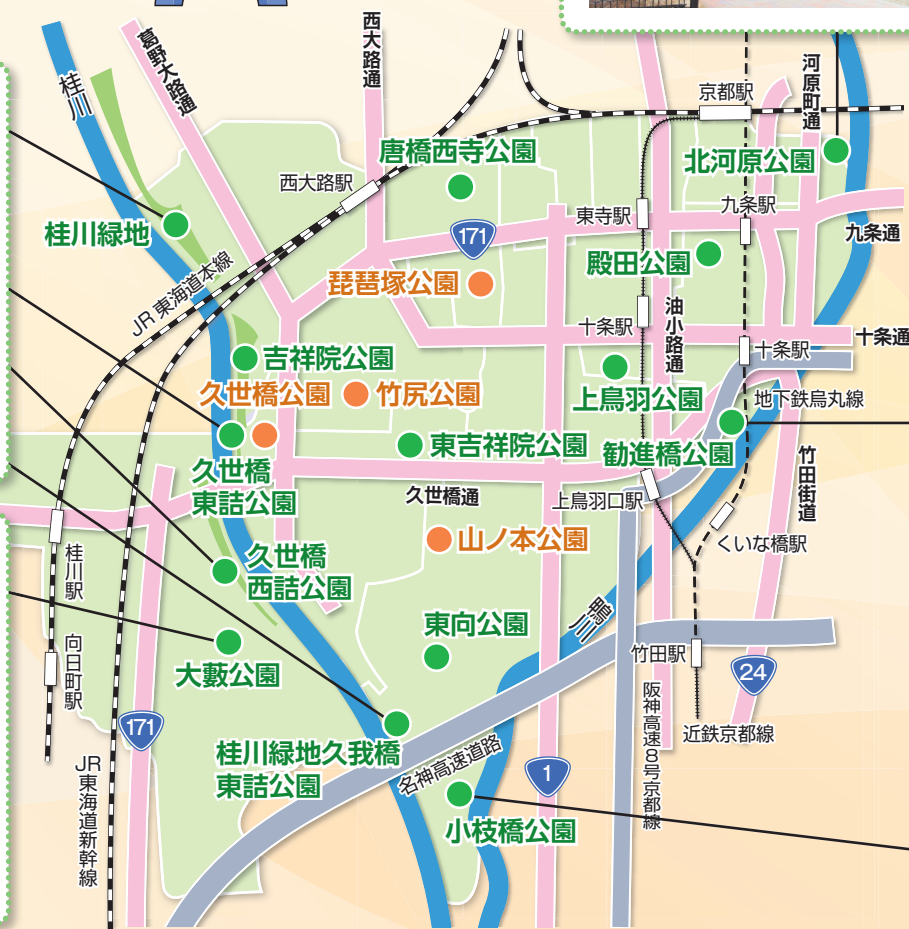 西大路通
葛野大路通
桂川
河原町通
京都駅
唐橋西寺公園
北河原公園
西大路駅
九条駅
東寺駅
桂川緑地
171
九条通
殿田公園
JR東海道本線
琵琶塚公園
油小路通
十条駅
十条通
十条駅
吉祥院公園
久世橋公園
竹尻公園
上鳥羽公園
地下鉄烏丸線
東吉祥院公園
勧進橋公園
久世橋
東詰公園
竹田街道
久世橋通
上鳥羽口駅
山ノ本公園
くいな橋駅
桂川駅
久世橋
西詰公園
鴨川
東向公園
向日町駅
大藪公園
竹田駅
24
171
阪神高速8号京都線
近鉄京都線
桂川緑地久我橋
東詰公園
名神高速道路
JR東海道新幹線
1
小枝橋公園